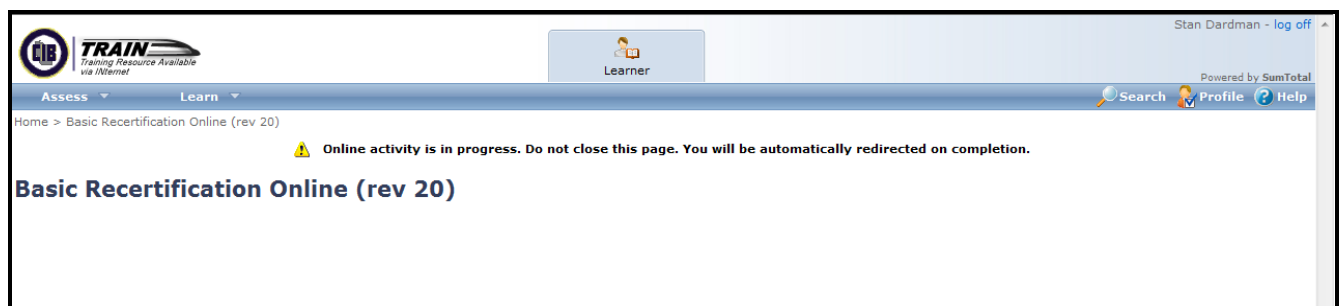 Stan Dardman - log off
CIB
TRAIN
Training Resource Available
via INternet
Learner
Powered by SumTotal
Assess Learn Search Profile Help
Home > Basic Recertification Online (rev 20)
Online activity is in progress. Do not close this page. You will be automatically redirected on completion.
Basic Recertification Online (rev 20)